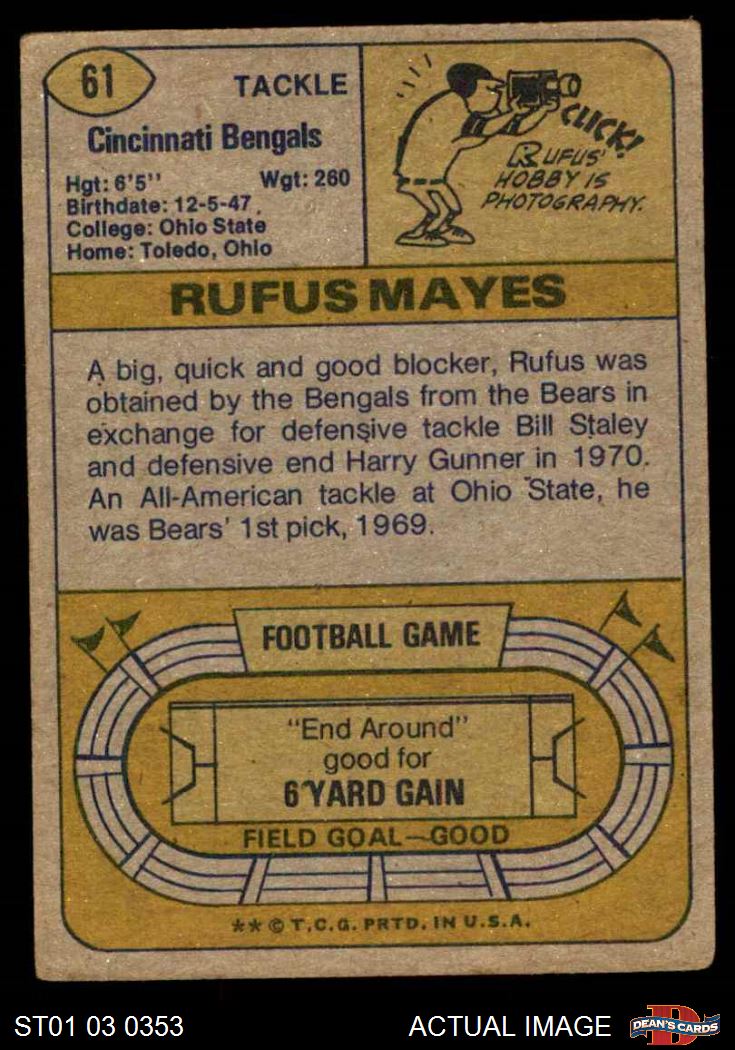 61
TACKLE
Cincinnati Bengals
Hgt: 6'5"
Wgt: 260
Birthdate: 12-5-47
College: Ohio State
Home: Toledo, Ohio
CLICK!
RUFUS'
HOBBY IS
PHOTOGRAPHY.
RUFUS MAYES
A big, quick and good blocker, Rufus was
obtained by the Bengals from the Bears in
exchange for defensive tackle Bill Staley
and defensive end Harry Gunner in 1970.
An All-American tackle at Ohio State, he
was Bears' 1st pick, 1969.
FOOTBALL GAME
"End Around"
good for
6 YARD GAIN
FIELD GOAL—GOOD
** © T.C.G. PRTD. IN U.S.A.
ST01 03 0353
ACTUAL IMAGE
D
DEAN'S CARDS